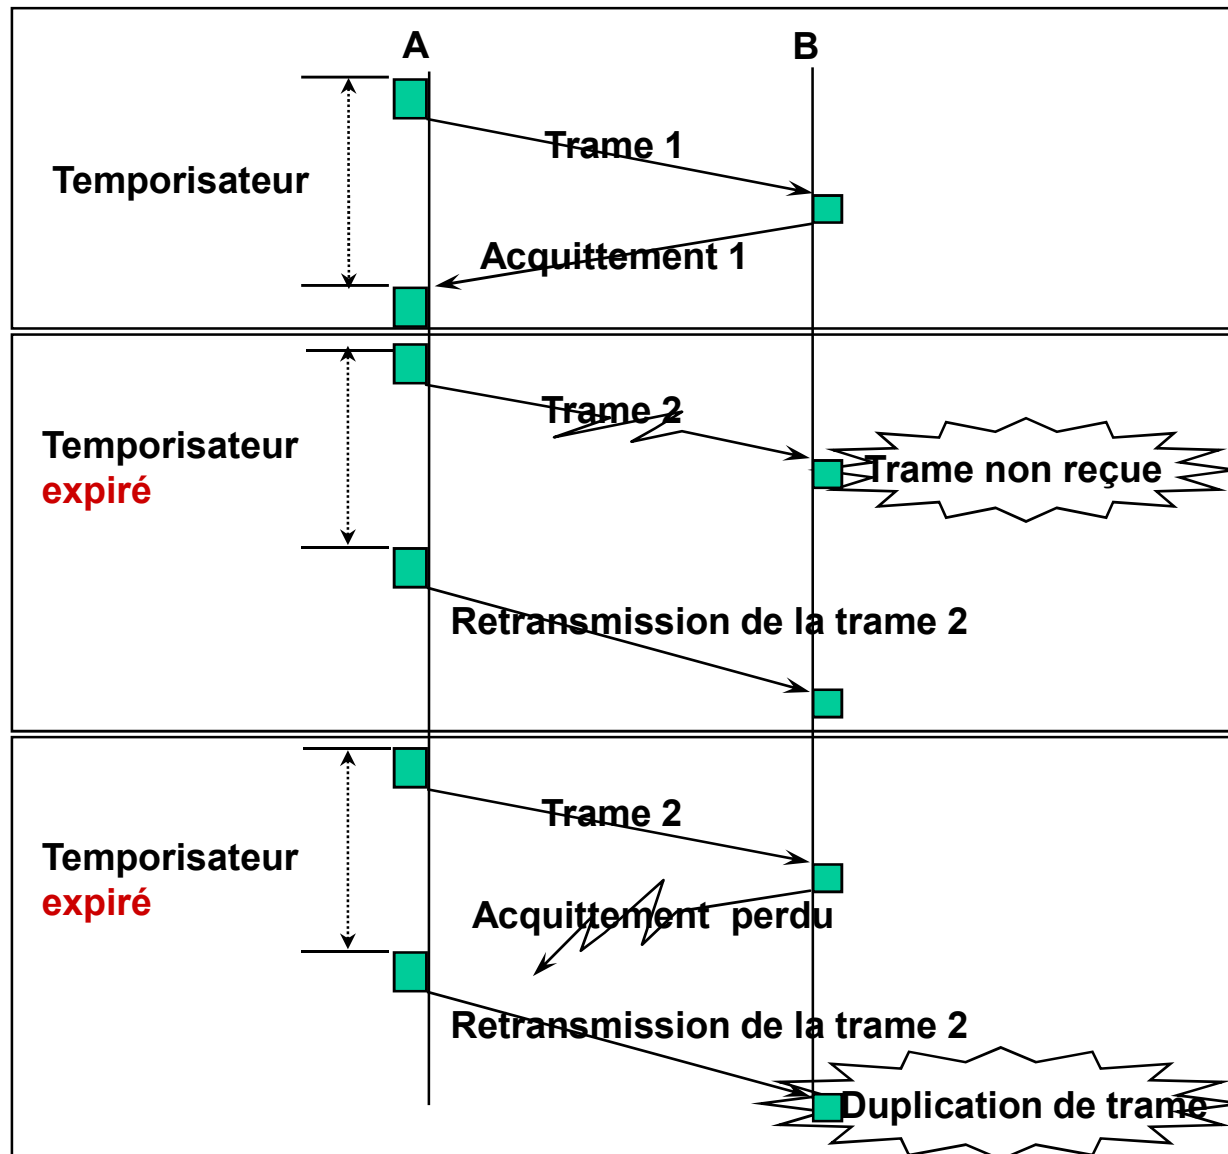 A
B
Trame 1
Temporisateur
Acquittement 1
Trame 2
Temporisateur
expiré
Trame non reçue
Retransmission de la trame 2
Trame 2
Temporisateur
expiré
Acquittement perdu
Retransmission de la trame 2
Duplication de trame